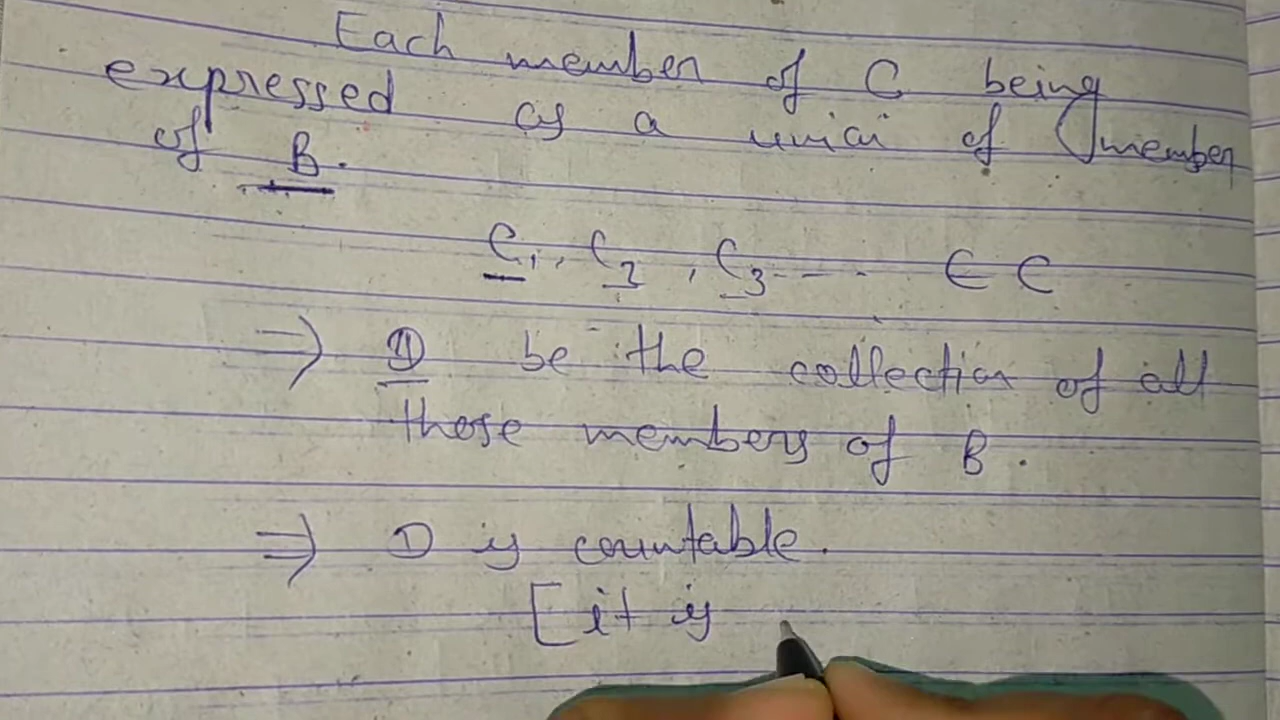 Each member of C being
expressed as a union of member
of B.
C₁, C₂, C₃ - - - ∈ C
⇒ D be the collection of all
those members of B.
⇒ D is countable.
[it is